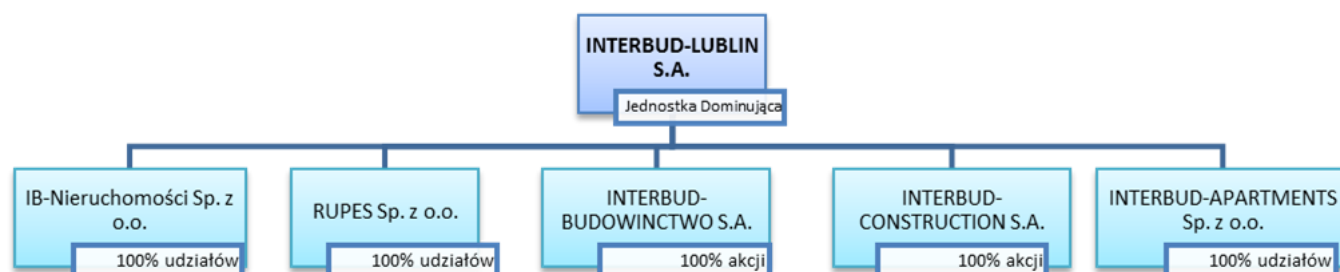 INTERBUD-LUBLIN
S.A.
Jednostka Dominująca
IB-Nieruchomości Sp. z
o.o.
100% udziałów
RUPES Sp. z o.o.
100% udziałów
INTERBUD-
BUDOWINCTWO S.A.
100% akcji
INTERBUD-
CONSTRUCTION S.A.
100% akcji
INTERBUD-APARTMENTS
Sp. z o.o.
100% udziałów